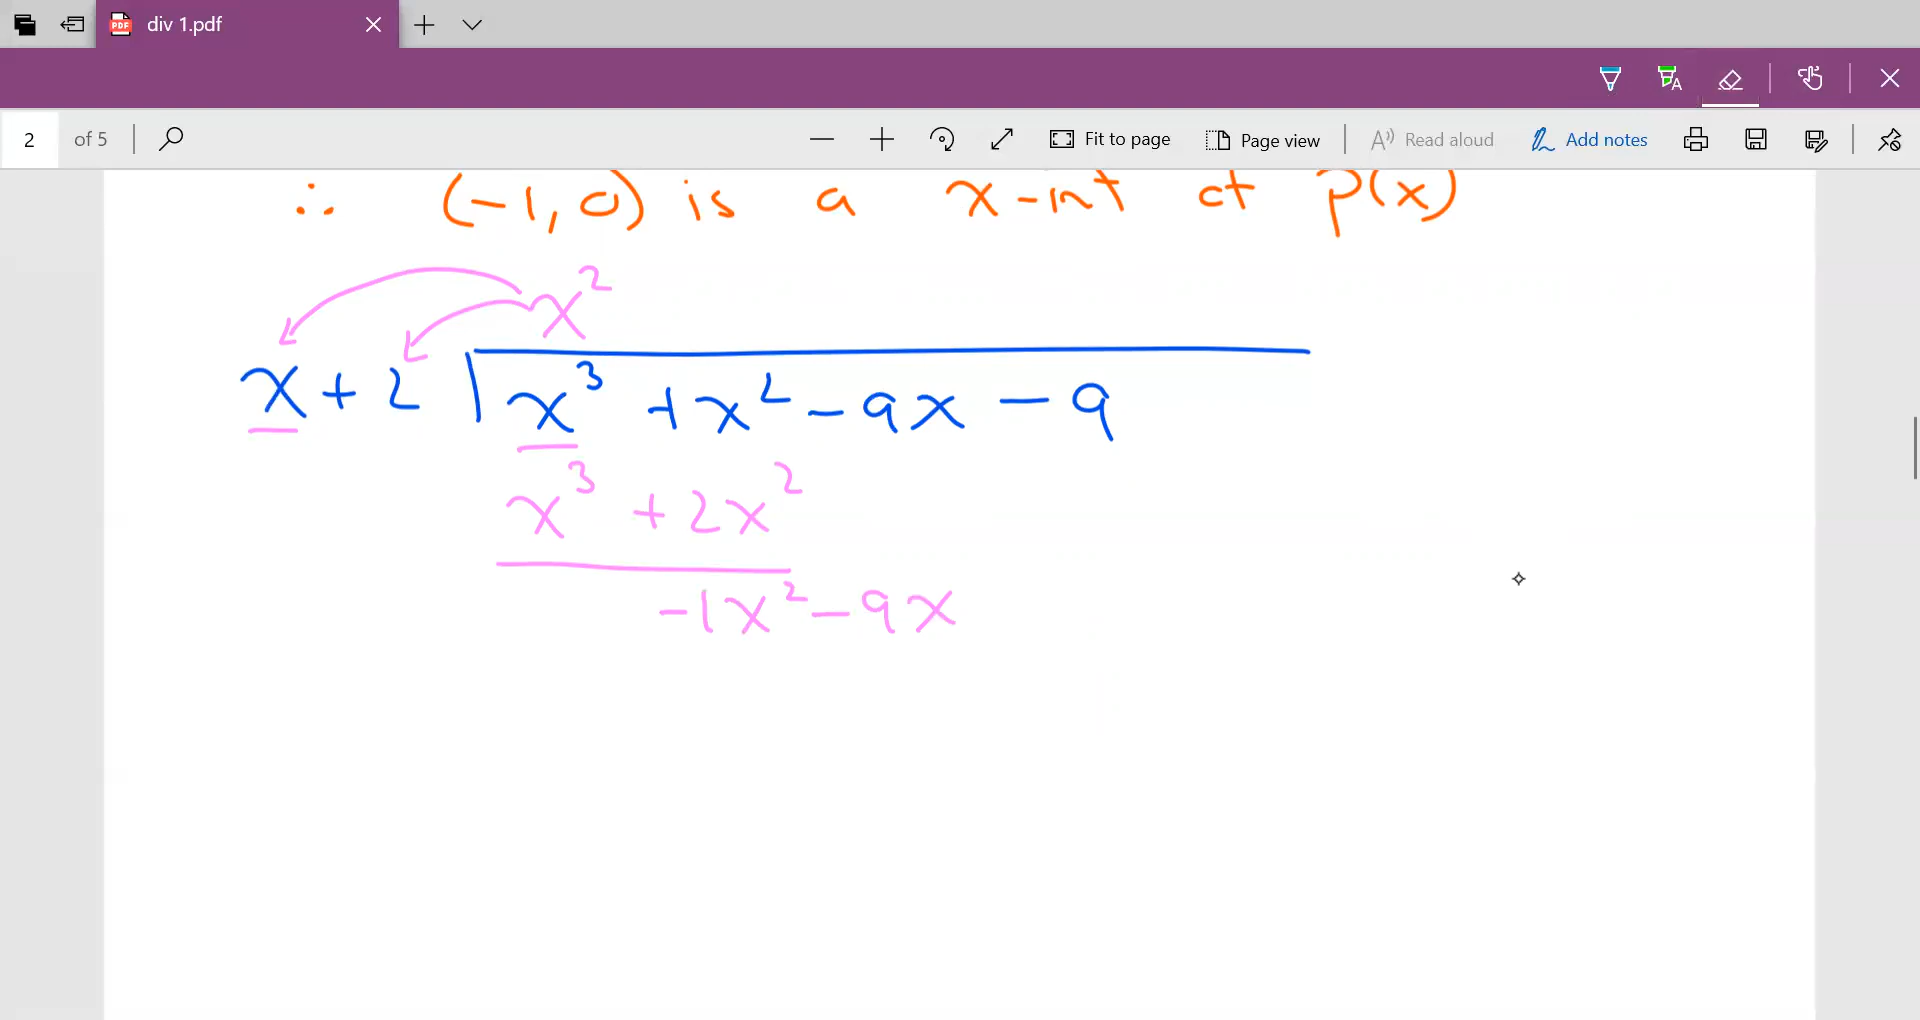 div 1.pdf
2 of 5 Fit to page Page view Read aloud Add notes
∴ (-1, 0) is a x-int at p(x)
x²
x + 2 x³ + x² - 9x - 9
x³ + 2x²
-1x² - 9x